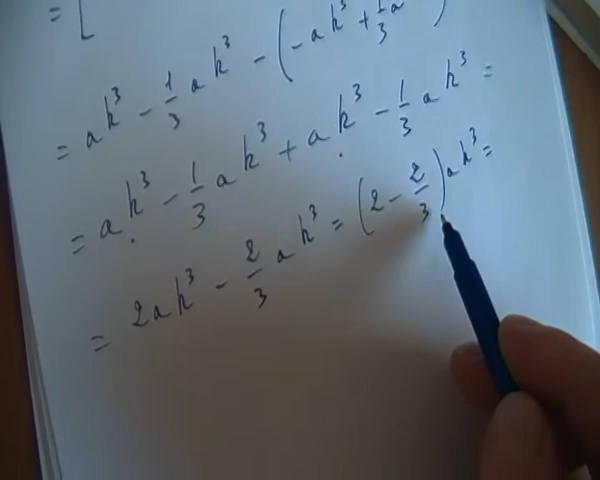 = [
= ak³ - 1/3 ak³ - (-ak³ + 1/3 a
= ak³ - 1/3 ak³ + ak³ - 1/3 ak³ =
= 2ak³ - 2/3 ak³ = (2 - 2/3) ak³ =